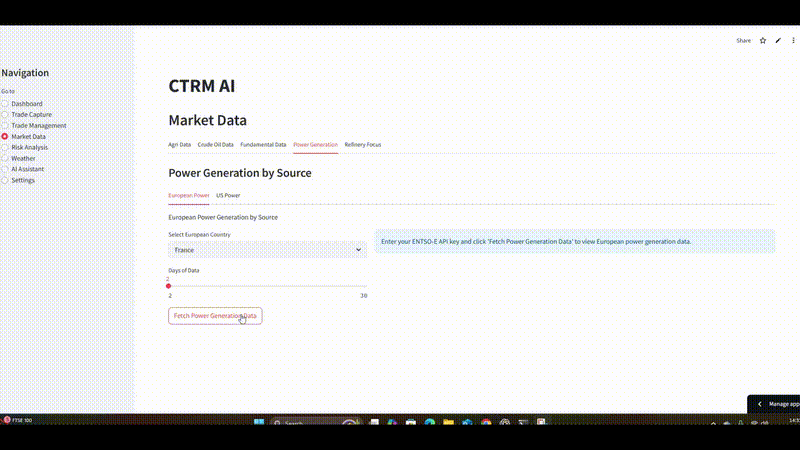 Share
Navigation
Go to
Dashboard
Trade Capture
Trade Management
Market Data
Risk Analysis
Weather
AI Assistant
Settings
CTRM AI
Market Data
Agri Data Crude Oil Data Fundamental Data Power Generation Refinery Focus
Power Generation by Source
European Power US Power
European Power Generation by Source
Select European Country
France
Enter your ENTSO-E API key and click 'Fetch Power Generation Data' to view European power generation data.
Days of Data
2
2 30
Fetch Power Generation Data
Manage app
FTSE 100
Search